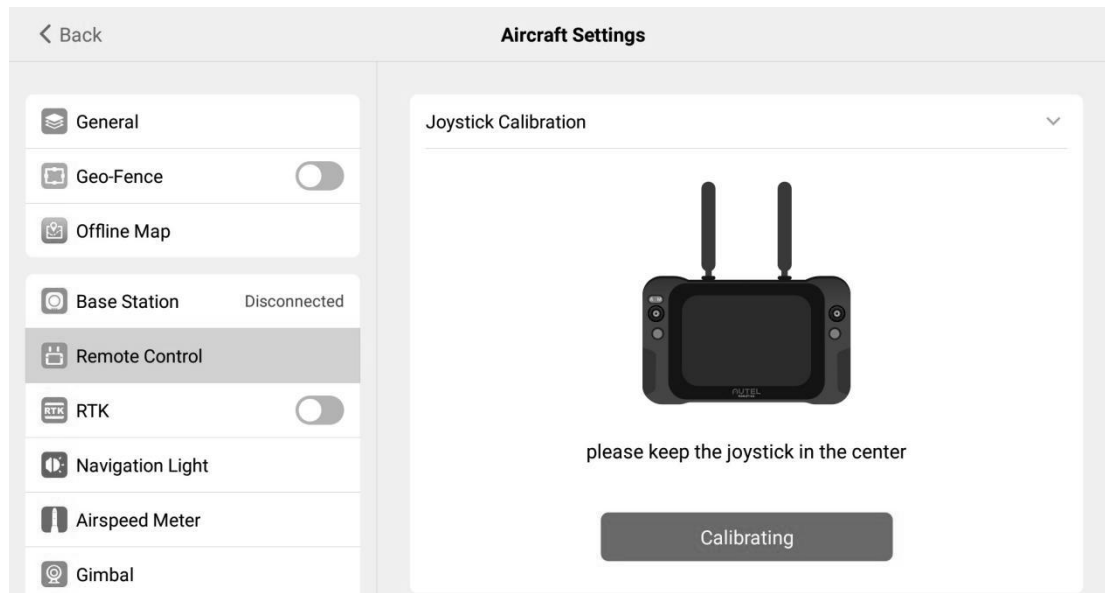 Back
Aircraft Settings
General
Geo-Fence
Offline Map
Base Station Disconnected
Remote Control
RTK RTK
Navigation Light
Airspeed Meter
Gimbal
Joystick Calibration
AUTEL
please keep the joystick in the center
Calibrating